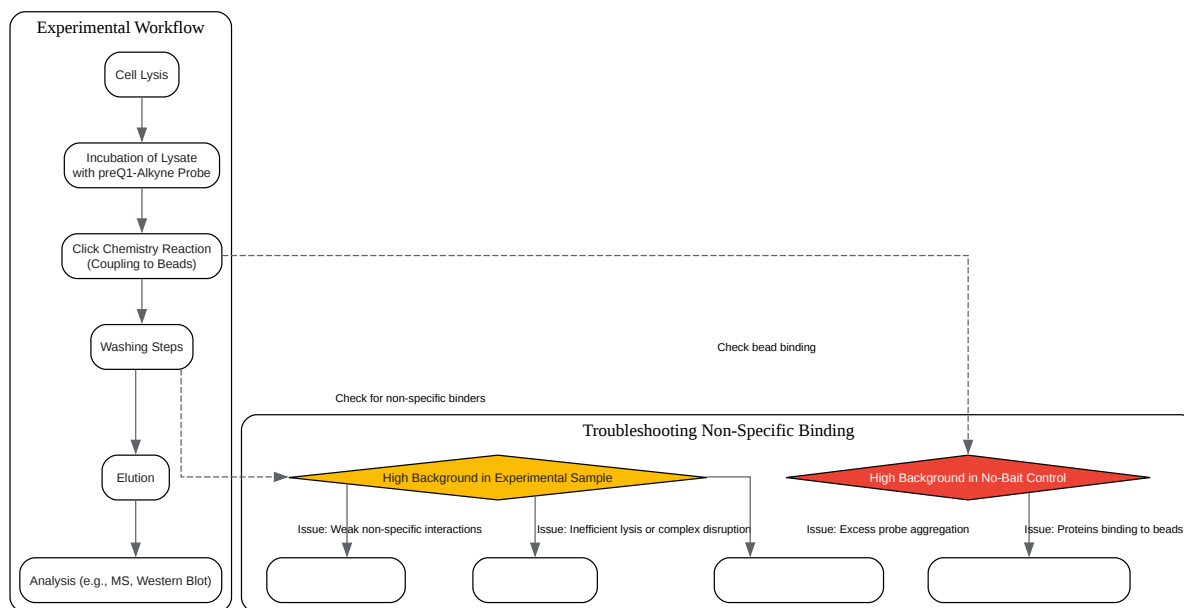 Experimental Workflow
Cell Lysis
Incubation of Lysate
with preQ1-Alkyne Probe
Click Chemistry Reaction
(Coupling to Beads)
Washing Steps
Check bead binding
Check for non-specific binders
Troubleshooting Non-Specific Binding
Elution
High Background in Experimental Sample
High Background in No-Bait Control
Issue: Weak non-specific interactions
Issue: Inefficient lysis or complex disruption
Issue: Excess probe aggregation
Issue: Proteins binding to beads
Analysis (e.g., MS, Western Blot)